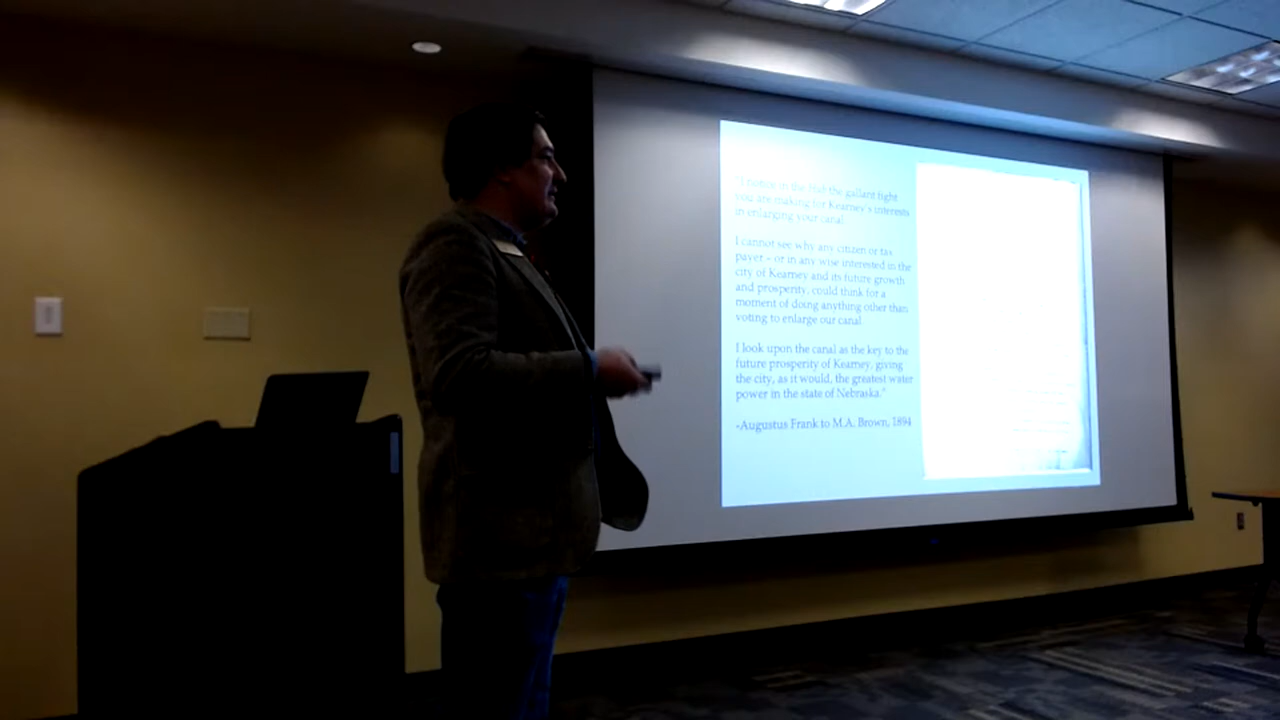 "I notice in the Hub the gallant fight
you are making for Kearney's interests
in enlarging your canal.
I cannot see why any citizen or tax
payer – or in any wise interested in the
city of Kearney and its future growth
and prosperity, could think for a
moment of doing anything other than
voting to enlarge our canal.
I look upon the canal as the key to the
future prosperity of Kearney, giving
the city, as it would, the greatest water
power in the state of Nebraska."
-Augustus Frank to M.A. Brown, 1894